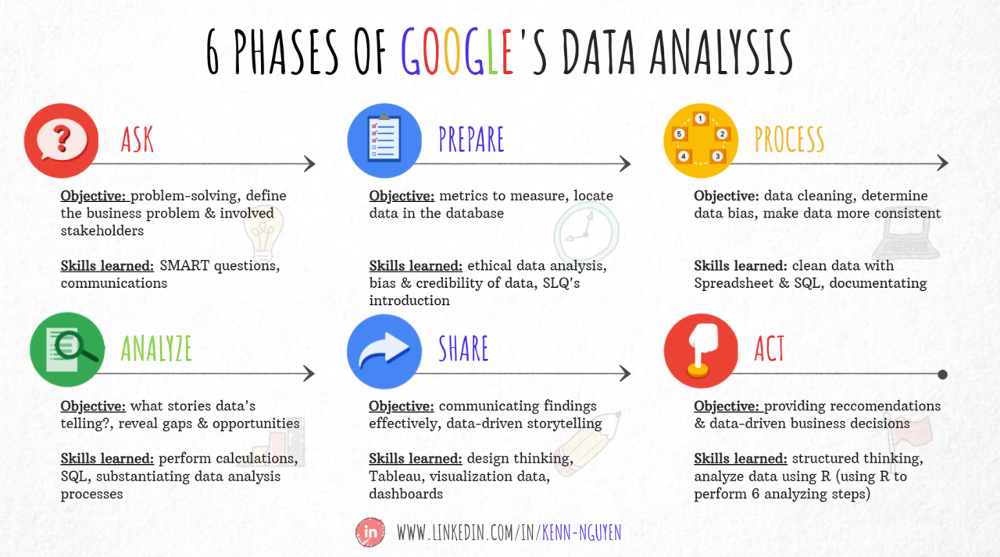 6 PHASES OF GOOGLE'S DATA ANALYSIS
ASK
Objective: problem-solving, define
the business problem & involved
stakeholders
Skills learned: SMART questions,
communications
PREPARE
Objective: metrics to measure, locate
data in the database
Skills learned: ethical data analysis,
bias & credibility of data, SLQ's
introduction
1
5
2
4
3
PROCESS
Objective: data cleaning, determine
data bias, make data more consistent
Skills learned: clean data with
Spreadsheet & SQL, documentating
ANALYZE
Objective: what stories data's
telling?, reveal gaps & opportunities
Skills learned: perform calculations,
SQL, substantiating data analysis
processes
SHARE
Objective: communicating findings
effectively, data-driven storytelling
Skills learned: design thinking,
Tableau, visualization data,
dashboards
ACT
Objective: providing reccomendations
& data-driven business decisions
Skills learned: structured thinking,
analyze data using R (using R to
perform 6 analyzing steps)
in WWW.LINKEDIN.COM/IN/KENN-NGUYEN